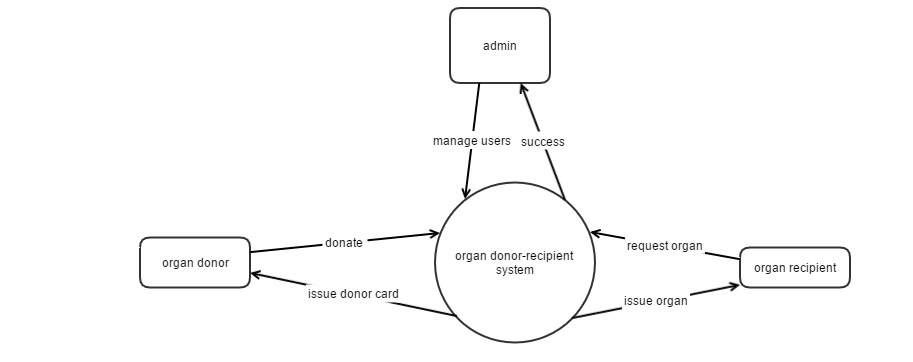 admin
manage users
success
donate
request organ
organ donor-recipient
system
organ donor
organ recipient
issue donor card
issue organ